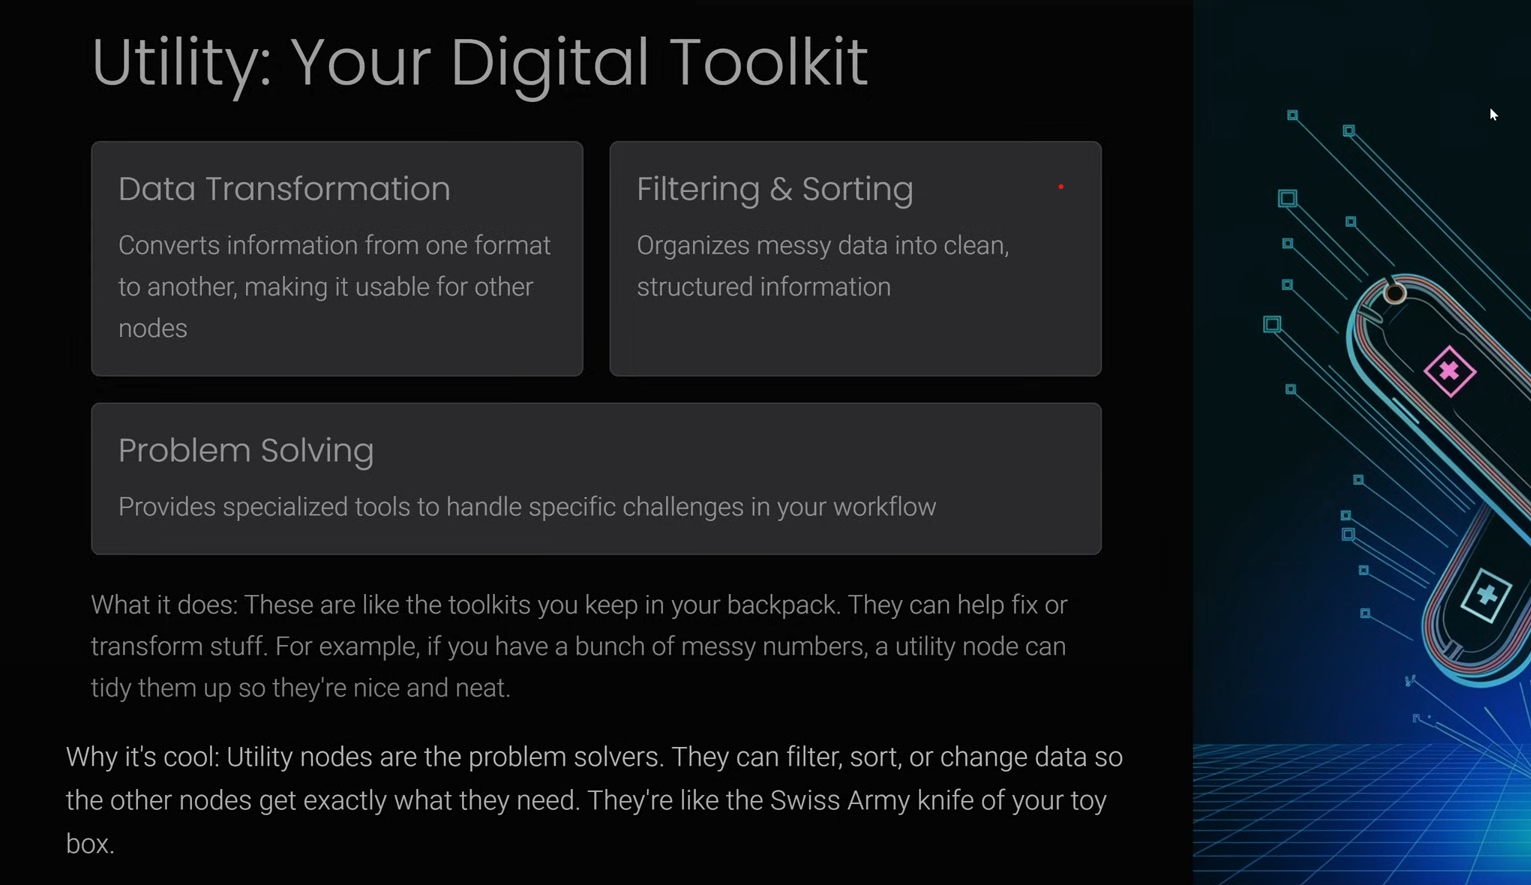 Utility: Your Digital Toolkit
Data Transformation
Converts information from one format
to another, making it usable for other
nodes
Filtering & Sorting
Organizes messy data into clean,
structured information
Problem Solving
Provides specialized tools to handle specific challenges in your workflow
What it does: These are like the toolkits you keep in your backpack. They can help fix or
transform stuff. For example, if you have a bunch of messy numbers, a utility node can
tidy them up so they're nice and neat.
Why it's cool: Utility nodes are the problem solvers. They can filter, sort, or change data so
the other nodes get exactly what they need. They're like the Swiss Army knife of your toy
box.